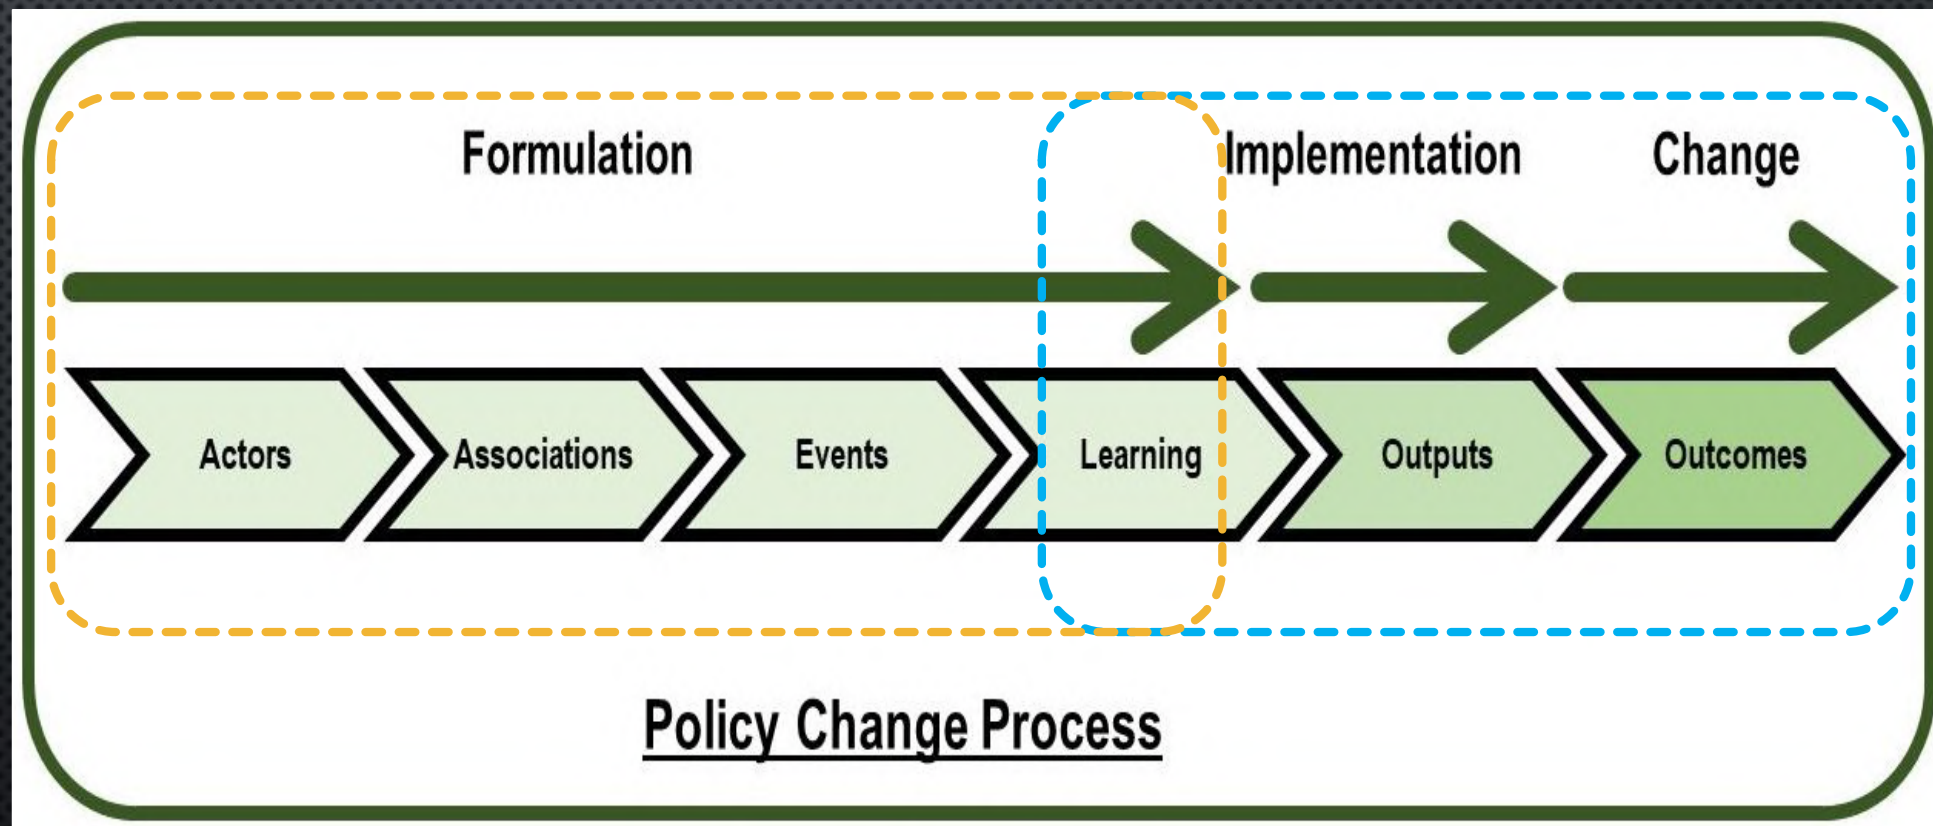 Formulation Implementation Change
Actors Associations Events Learning Outputs Outcomes
Policy Change Process